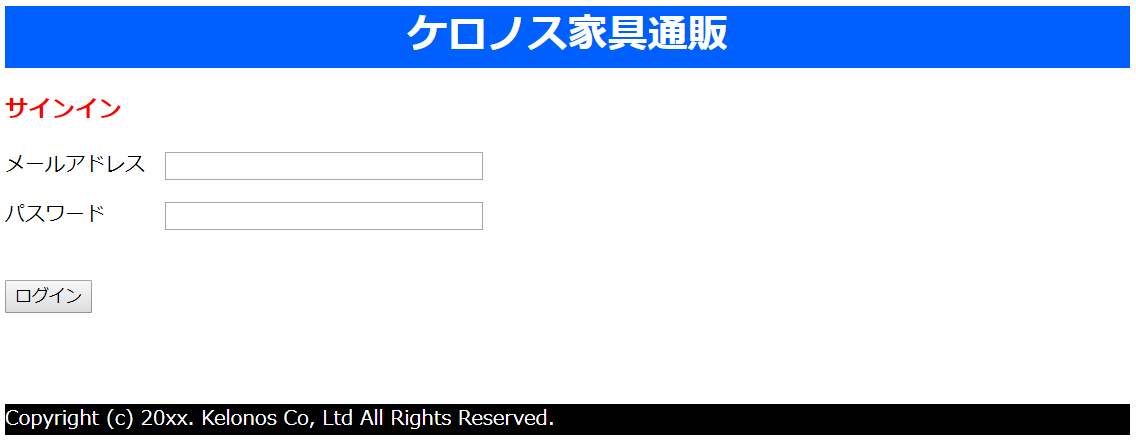 ケロノス家具通販
サインイン
メールアドレス
パスワード
ログイン
Copyright (c) 20xx. Kelonos Co, Ltd All Rights Reserved.